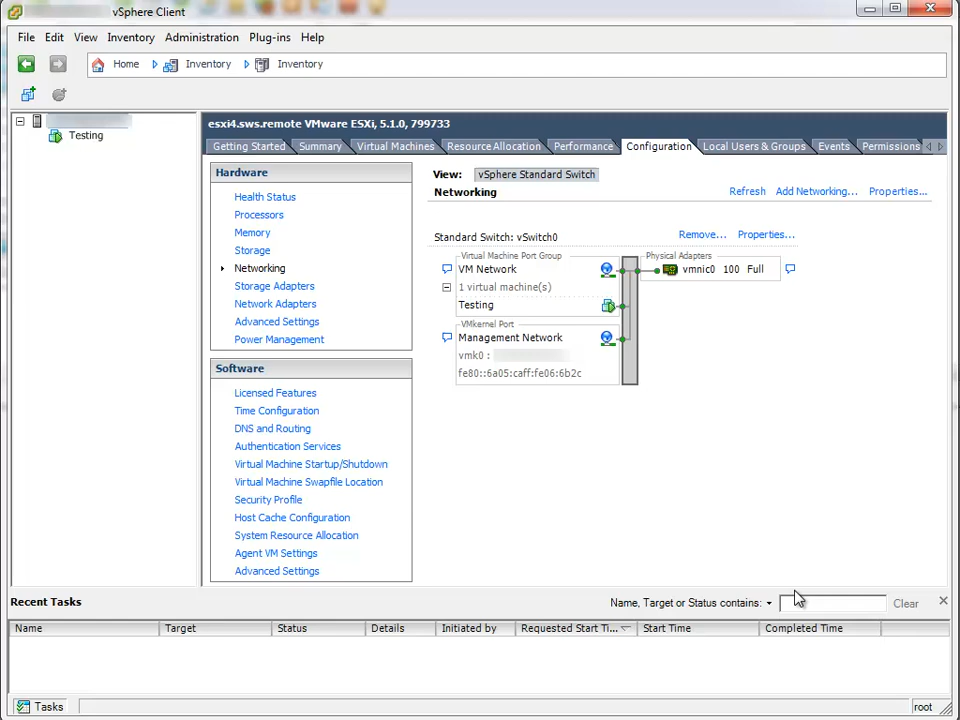 vSphere Client
File Edit View Inventory Administration Plug-ins Help
Home Inventory Inventory
Testing
esxi4.sws.remote VMware ESXi, 5.1.0, 799733
Getting Started Summary Virtual Machines Resource Allocation Performance Configuration Local Users & Groups Events Permissions
Hardware
Health Status
Processors
Memory
Storage
Networking
Storage Adapters
Network Adapters
Advanced Settings
Power Management
Software
Licensed Features
Time Configuration
DNS and Routing
Authentication Services
Virtual Machine Startup/Shutdown
Virtual Machine Swapfile Location
Security Profile
Host Cache Configuration
System Resource Allocation
Agent VM Settings
Advanced Settings
View: vSphere Standard Switch
Networking
Refresh Add Networking... Properties...
Standard Switch: vSwitch0 Remove... Properties...
Virtual Machine Port Group
VM Network
1 virtual machine(s)
Testing
Physical Adapters
vmnic0 100 Full
VMkernel Port
Management Network
vmk0 :
fe80::6a05:caff:fe06:6b2c
Recent Tasks
Name, Target or Status contains: Clear
Name Target Status Details Initiated by Requested Start Ti... Start Time Completed Time
Tasks root